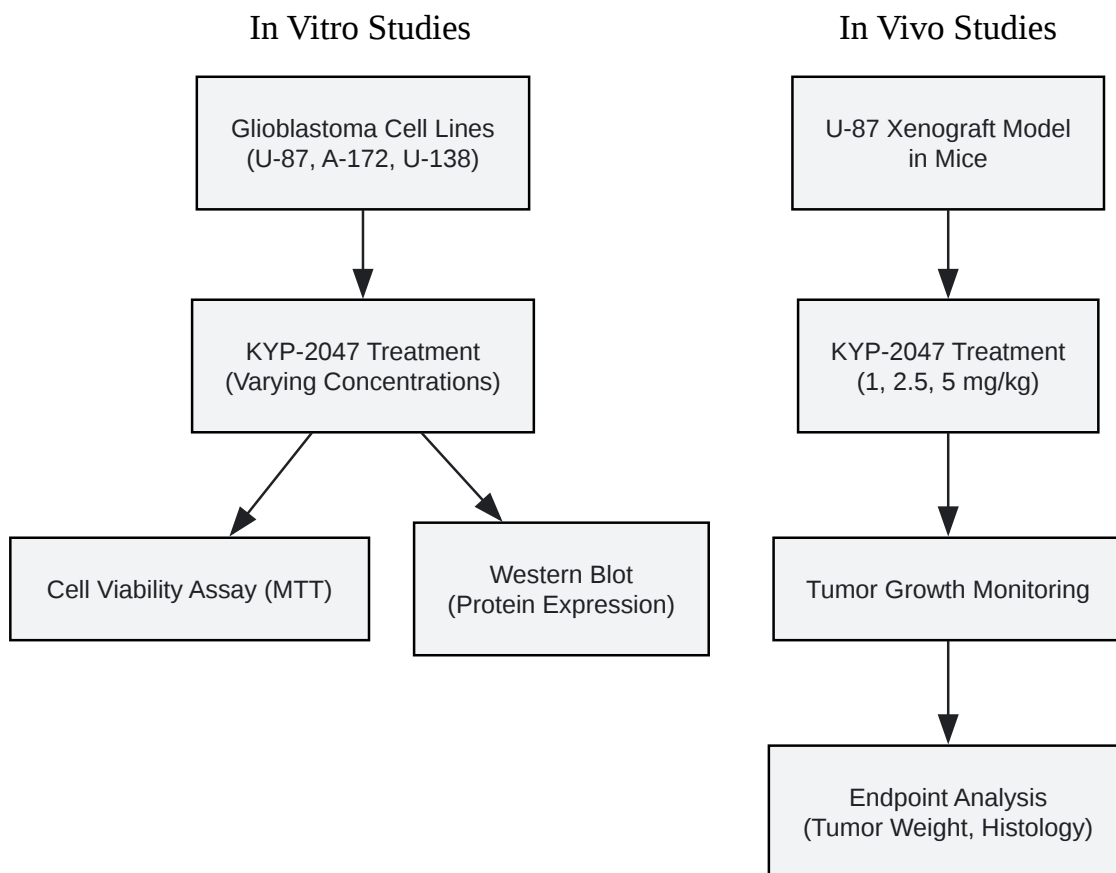 In Vitro Studies
Glioblastoma Cell Lines
(U-87, A-172, U-138)
KYP-2047 Treatment
(Varying Concentrations)
Cell Viability Assay (MTT)
Western Blot
(Protein Expression)
In Vivo Studies
U-87 Xenograft Model
in Mice
KYP-2047 Treatment
(1, 2.5, 5 mg/kg)
Tumor Growth Monitoring
Endpoint Analysis
(Tumor Weight, Histology)